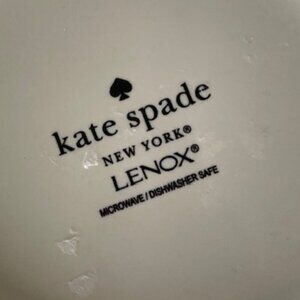 kate spade
NEW YORK®
LENOX®
MICROWAVE / DISHWASHER SAFE